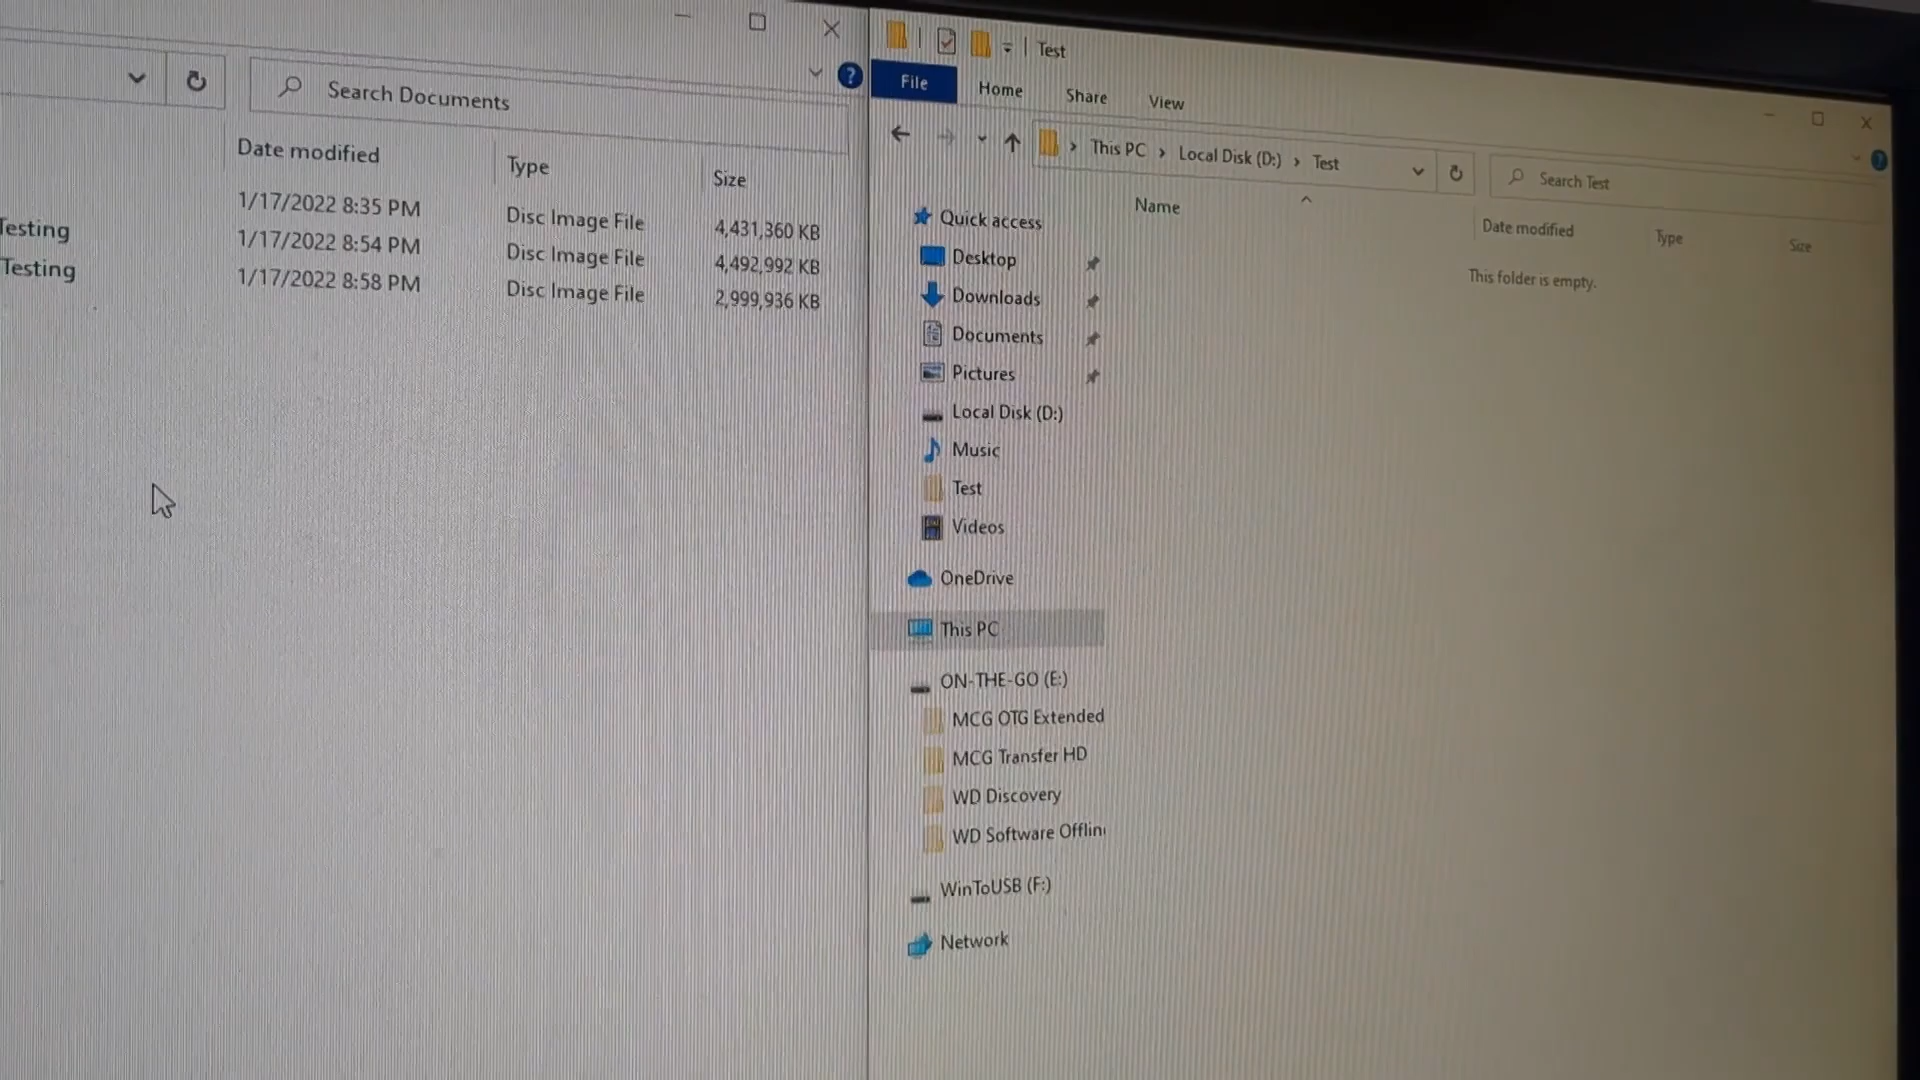 Search Documents
Date modified
Type
Size
1/17/2022 8:35 PM
Disc Image File
4,431,360 KB
Testing
1/17/2022 8:54 PM
Disc Image File
4,492,992 KB
Testing
1/17/2022 8:58 PM
Disc Image File
2,999,936 KB
Test
File
Home
Share
View
This PC > Local Disk (D:) > Test
Search Test
Name
Date modified
Type
Size
This folder is empty.
Quick access
Desktop
Downloads
Documents
Pictures
Local Disk (D:)
Music
Test
Videos
OneDrive
This PC
ON-THE-GO (E:)
MCG OTG Extended
MCG Transfer HD
WD Discovery
WD Software Offlin
WinToUSB (F:)
Network